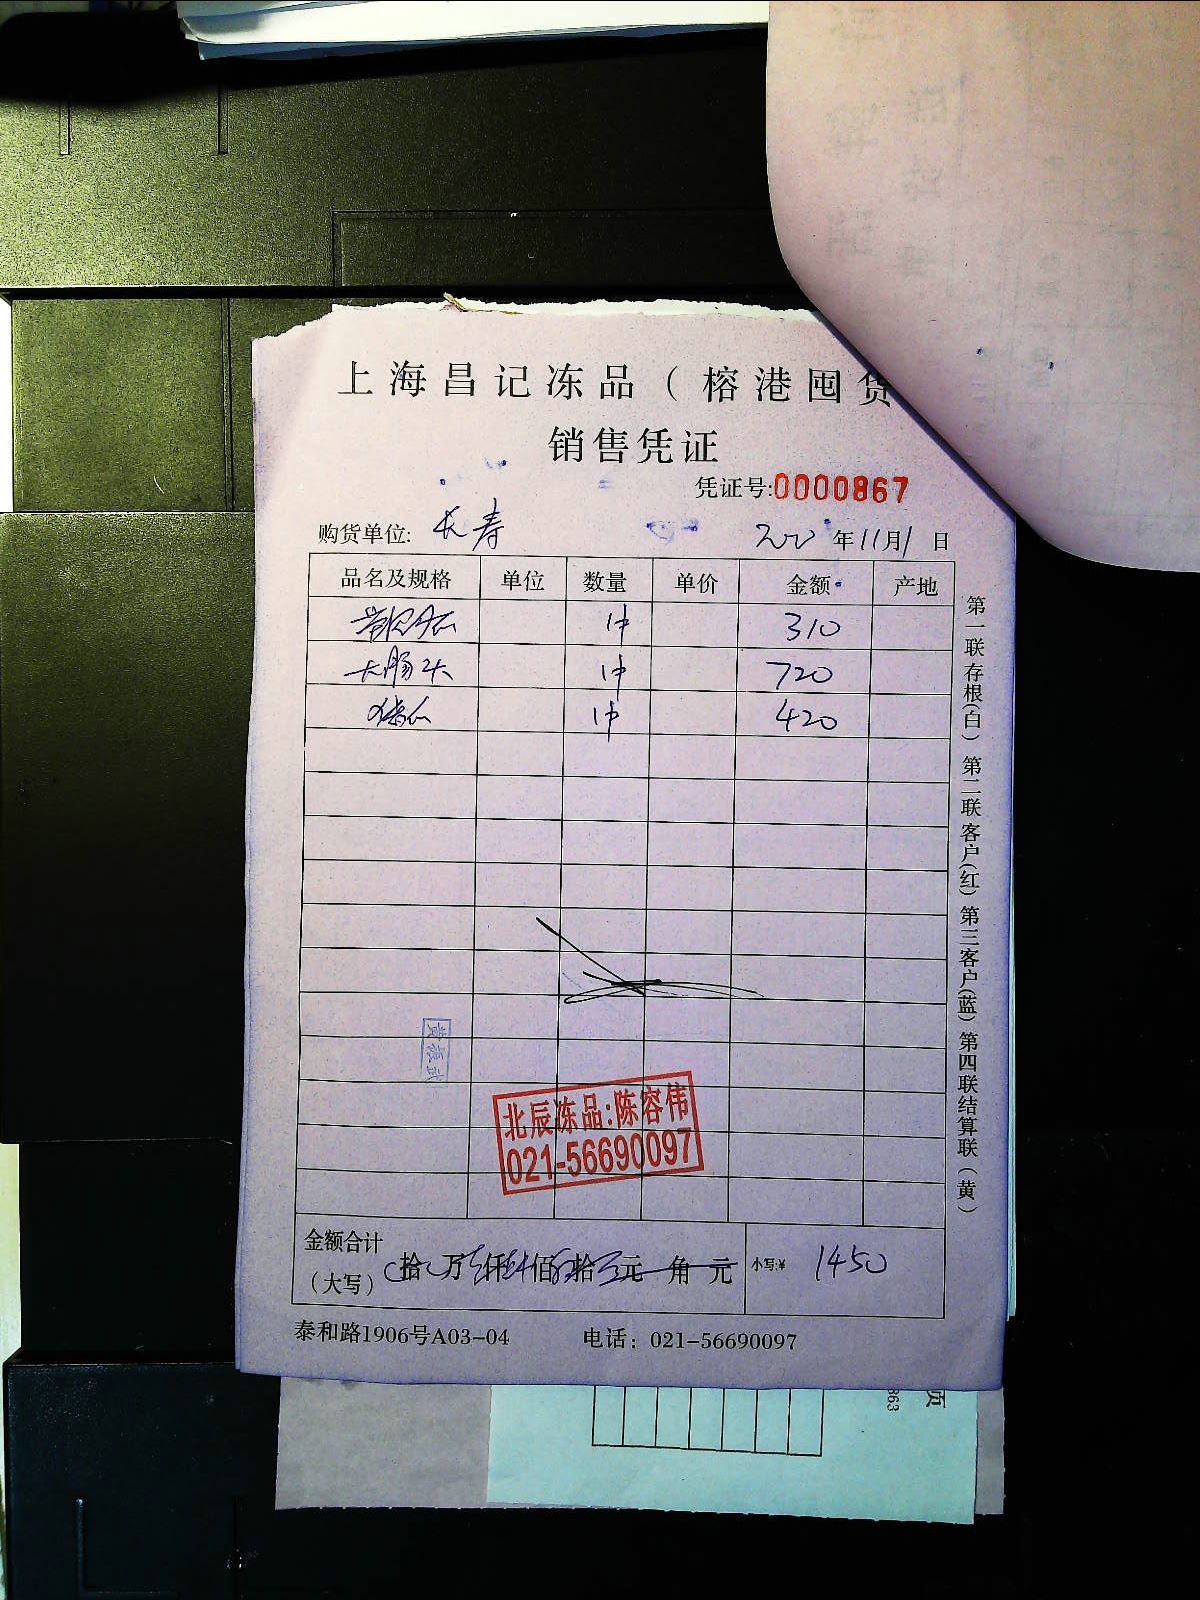 上海昌记冻品（榕港囤货
销售凭证
凭证号:0000867
购货单位: 长寿 年11月1日
品名及规格 单位 数量 单价 金额 产地
1件 310
大肠头 1件 720
1件 420
第一联存根(白) 第二联客户(红) 第三客户(蓝) 第四联结算联(黄)
北辰冻品:陈容伟
021-56690097
金额合计
(大写) 拾 万 仟 佰 拾 元 角 元 小写:¥ 1450
泰和路1906号A03-04 电话: 021-56690097
页
863